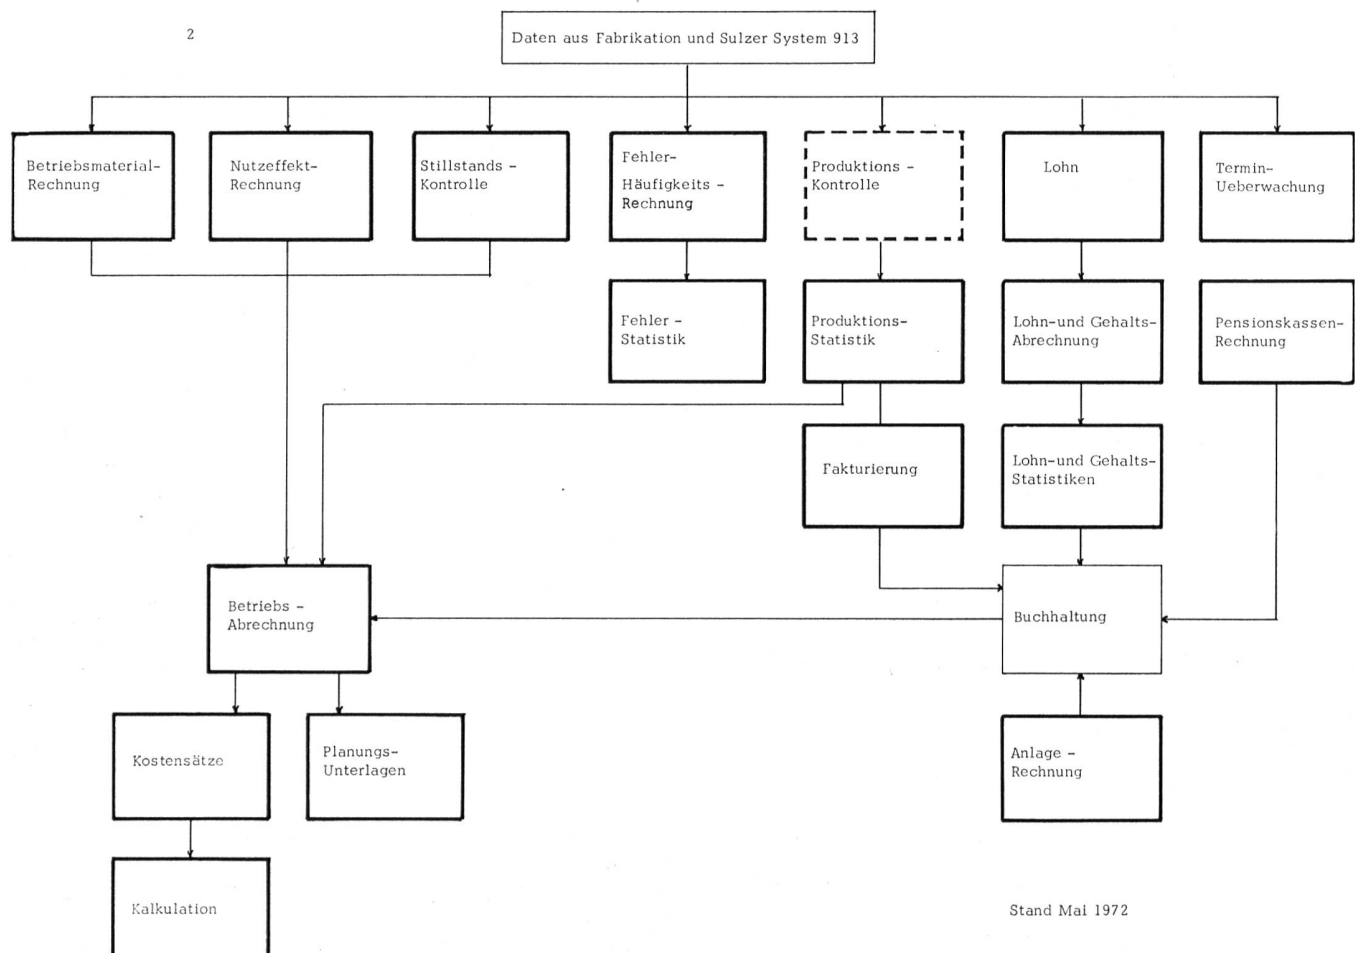 2
Daten aus Fabrikation und Sulzer System 913
Betriebsmaterial-
Rechnung
Nutzeffekt-
Rechnung
Stillstands -
Kontrolle
Fehler-
Häufigkeits -
Rechnung
Produktions -
Kontrolle
Lohn
Termin-
Ueberwachung
Fehler -
Statistik
Produktions-
Statistik
Lohn-und Gehalts-
Abrechnung
Pensionskassen-
Rechnung
Fakturierung
Lohn-und Gehalts-
Statistiken
Betriebs -
Abrechnung
Buchhaltung
Kostensätze
Planungs-
Unterlagen
Anlage -
Rechnung
Kalkulation
Stand Mai 1972